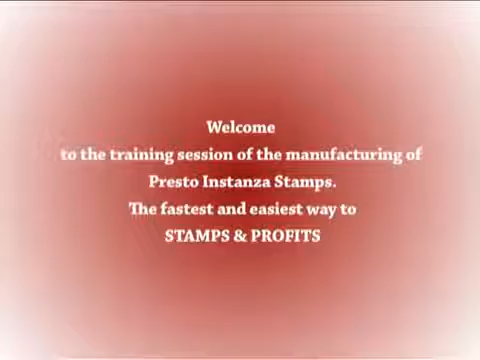 Welcome
to the training session of the manufacturing of
Presto Instanza Stamps.
The fastest and easiest way to
STAMPS & PROFITS